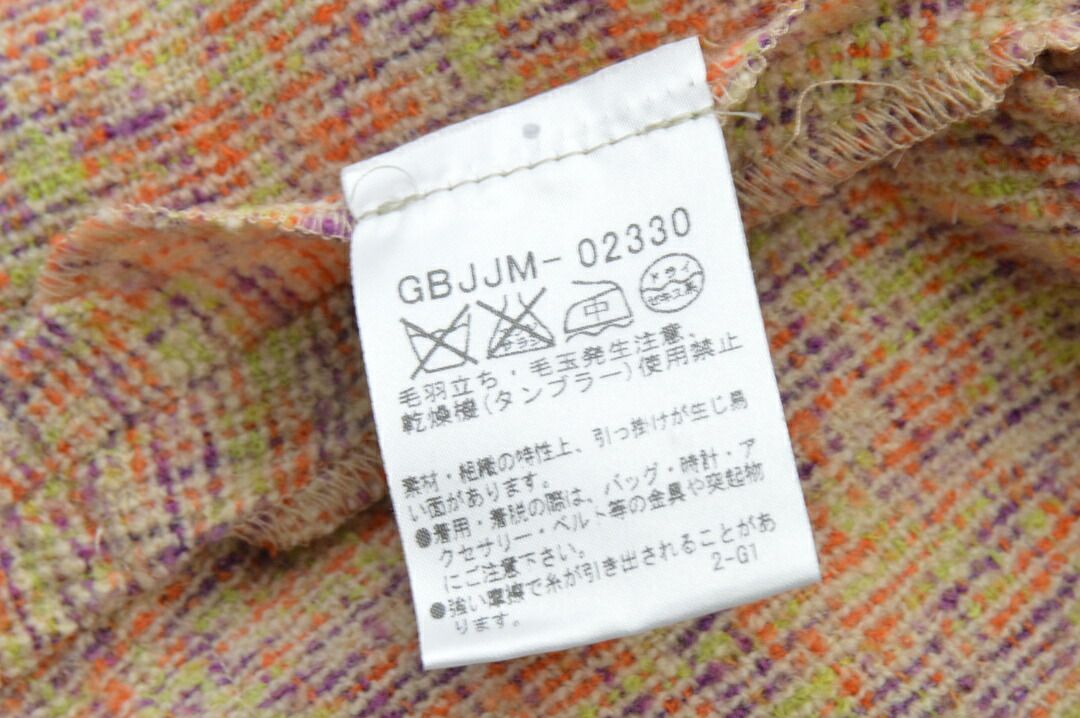 GBJJM-02330
中
ドライ
石油系
毛羽立ち・毛玉発生注意、
乾燥機(タンブラー)使用禁止
素材・組織の特性上、引っ掛けが生じ易
い面があります。
●着用・着脱の際は、バッグ・時計・ア
クセサリー・ベルト等の金具や突起物
にご注意下さい。
●強い摩擦で糸が引き出されることがあ
ります。
2-G1